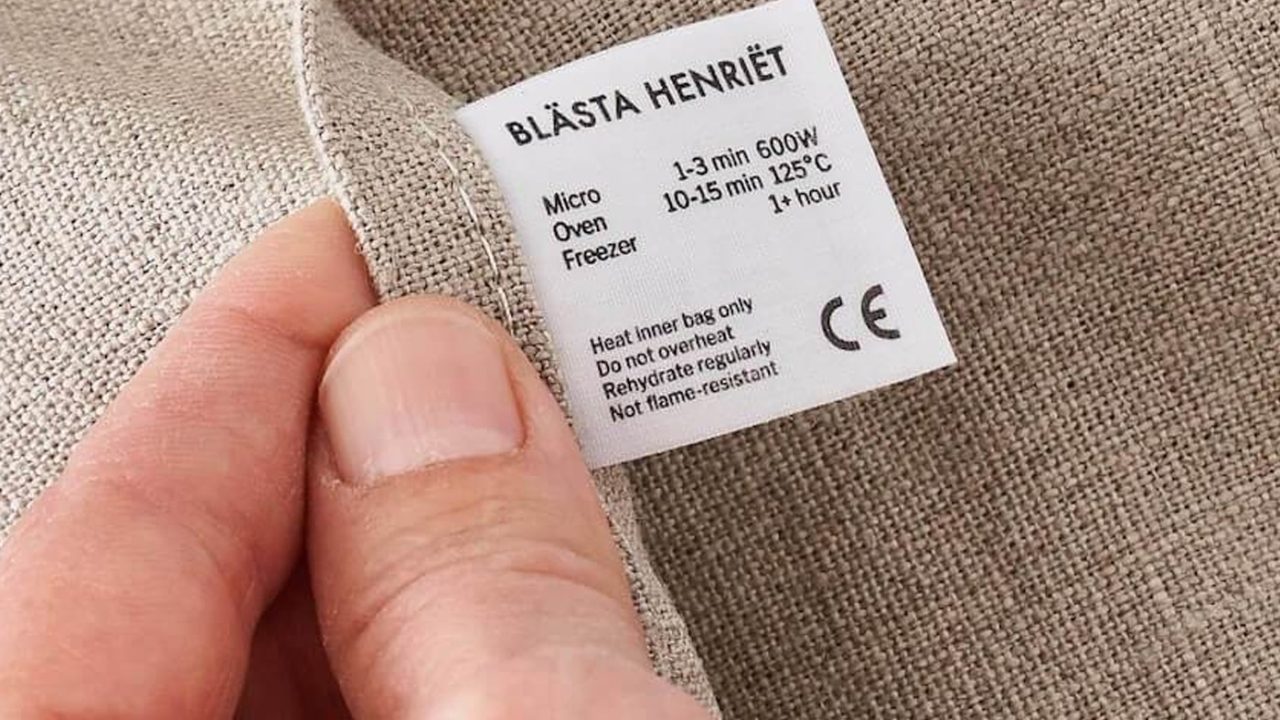 BLÄSTA HENRIËT
Micro 1-3 min 600W
Oven 10-15 min 125°C
Freezer 1+ hour
Heat inner bag only
Do not overheat
Rehydrate regularly
Not flame-resistant
CE